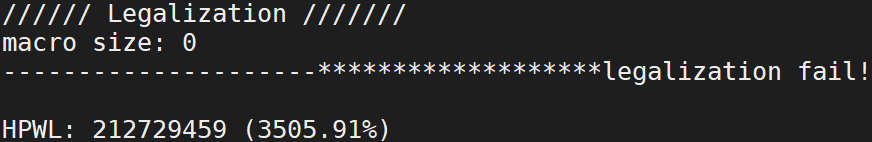 ////// Legalization ///////
macro size: 0
---------------------*******************legalization fail!
HPWL: 212729459 (3505.91%)